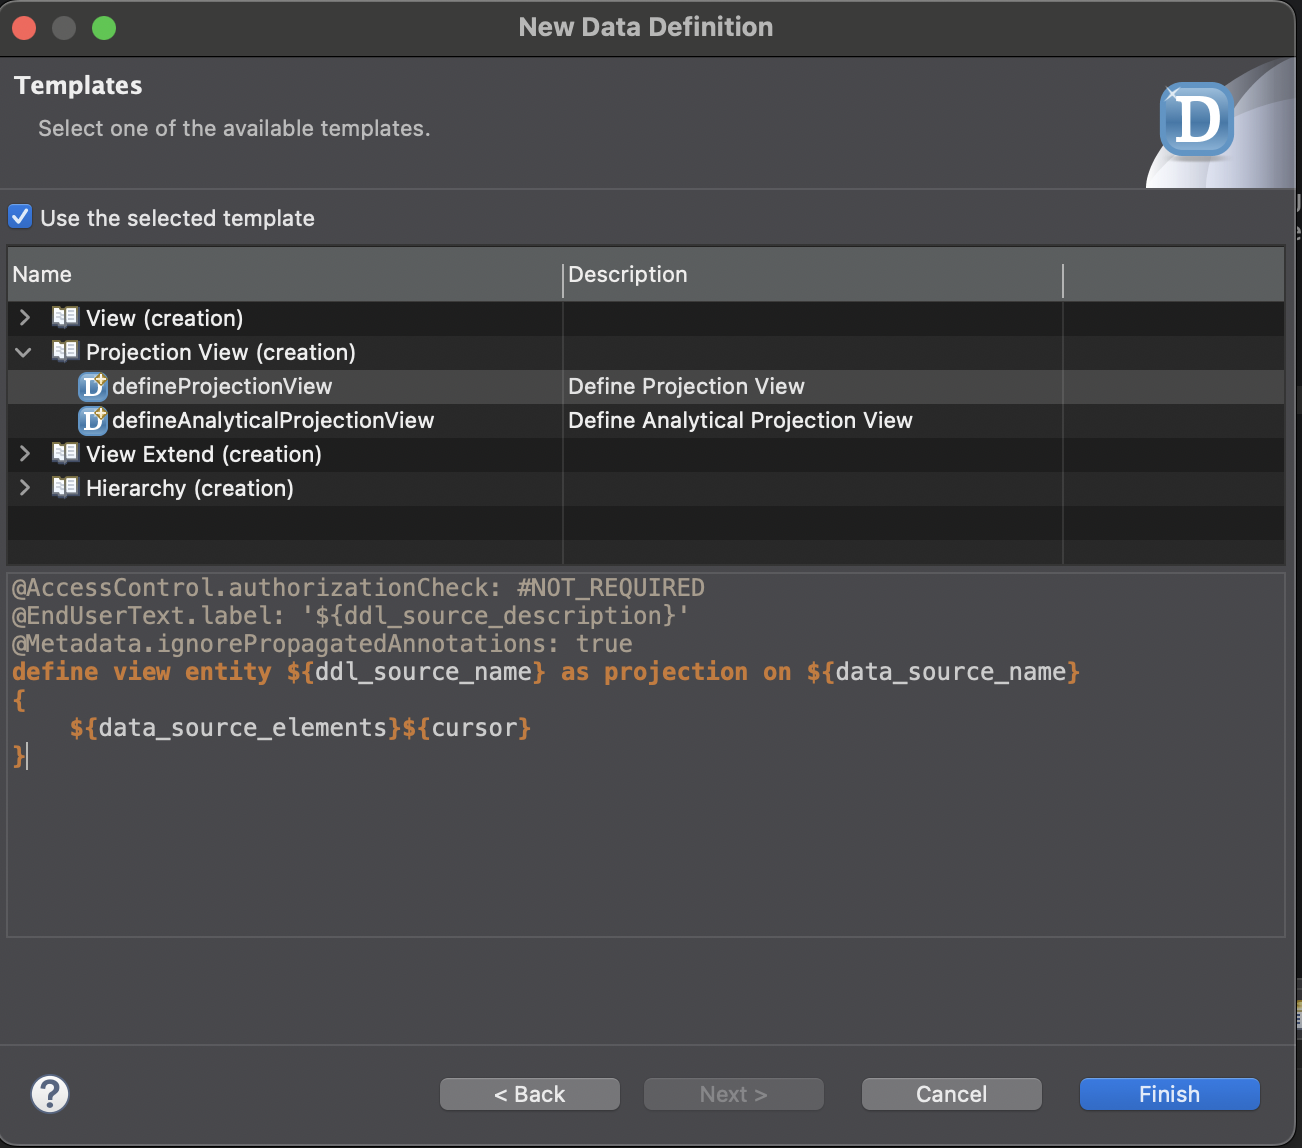 New Data Definition
Templates
Select one of the available templates.
D
Use the selected template
Name Description
View (creation)
Projection View (creation)
defineProjectionView Define Projection View
defineAnalyticalProjectionView Define Analytical Projection View
View Extend (creation)
Hierarchy (creation)
@AccessControl.authorizationCheck: #NOT_REQUIRED
@EndUserText.label: '${ddl_source_description}'
@Metadata.ignorePropagatedAnnotations: true
define view entity ${ddl_source_name} as projection on ${data_source_name}
{
${data_source_elements}${cursor}
}
? < Back Next > Cancel Finish